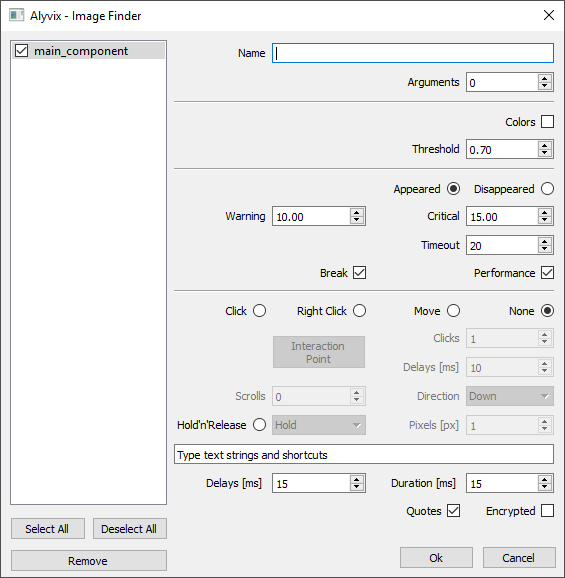 Alyvix - Image Finder
main_component
Name
Arguments 0
Colors
Threshold 0.70
Appeared Disappeared
Warning 10.00 Critical 15.00
Timeout 20
Break Performance
Click Right Click Move None
Interaction
Point
Clicks 1
Delays [ms] 10
Scrolls 0 Direction Down
Hold'n'Release Hold Pixels [px] 1
Type text strings and shortcuts
Delays [ms] 15 Duration [ms] 15
Quotes Encrypted
Select All Deselect All
Remove
Ok Cancel